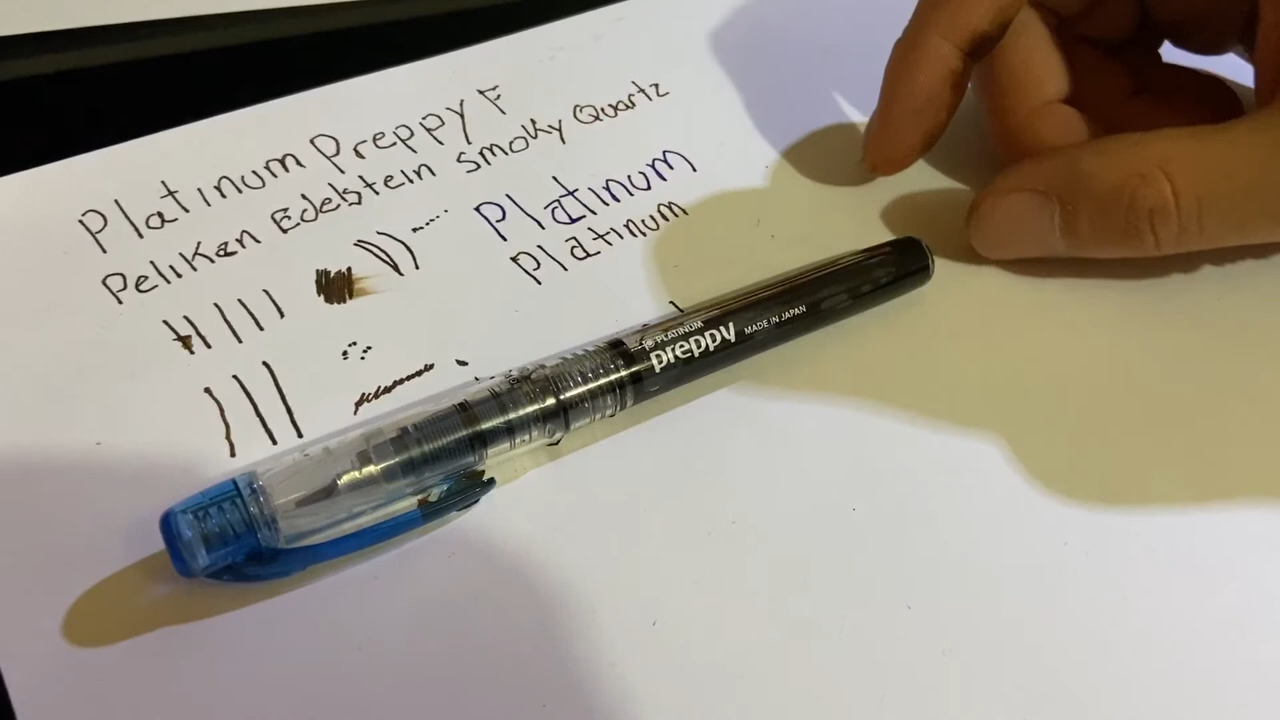 Platinum Preppy F
Pelikan Edelstein Smoky Quartz
Platinum
Platinum
PLATINUM
preppy MADE IN JAPAN